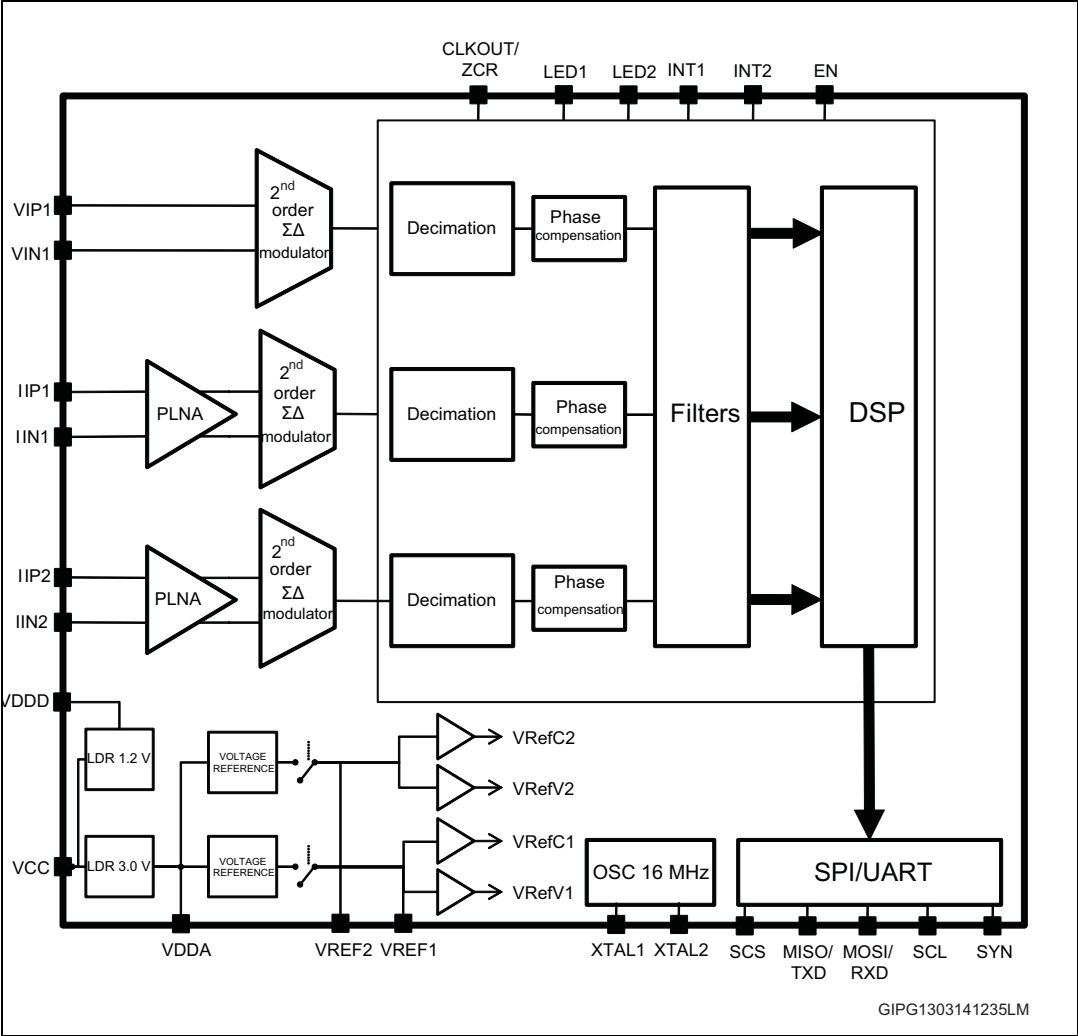 CLKOUT/
ZCR
LED1
LED2
INT1
INT2
EN
VIP1
VIN1
2nd
order
ΣΔ
modulator
Decimation
Phase
compensation
IIP1
IIN1
PLNA
2nd
order
ΣΔ
modulator
Decimation
Phase
compensation
Filters
DSP
IIP2
IIN2
PLNA
2nd
order
ΣΔ
modulator
Decimation
Phase
compensation
VDDD
LDR 1.2 V
VOLTAGE
REFERENCE
VRefC2
VRefV2
VCC
LDR 3.0 V
VOLTAGE
REFERENCE
VRefC1
VRefV1
OSC 16 MHz
SPI/UART
VDDA
VREF2
VREF1
XTAL1
XTAL2
SCS
MISO/
TXD
MOSI/
RXD
SCL
SYN
GIPG1303141235LM